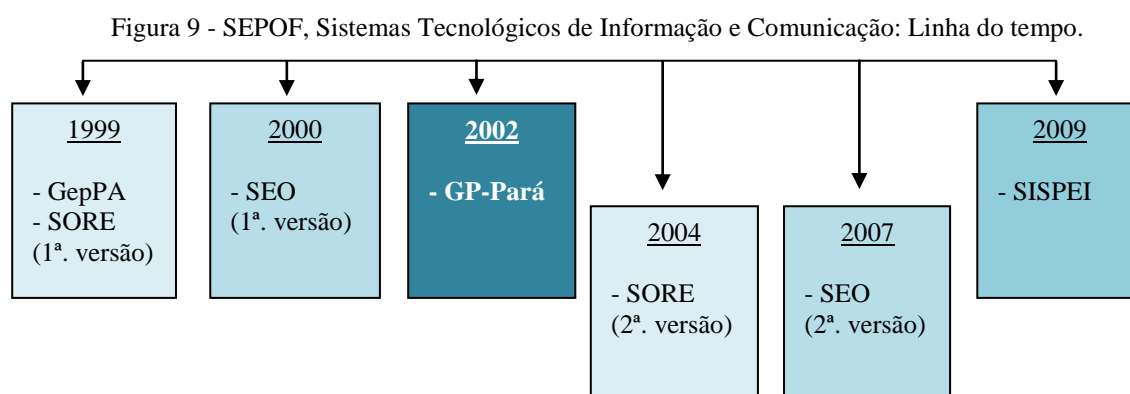 Figura 9 - SEPOF, Sistemas Tecnológicos de Informação e Comunicação: Linha do tempo.
1999
- GepPA
- SORE
(1ª. versão)
2000
- SEO
(1ª. versão)
2002
- GP-Pará
2004
- SORE
(2ª. versão)
2007
- SEO
(2ª. versão)
2009
- SISPEI